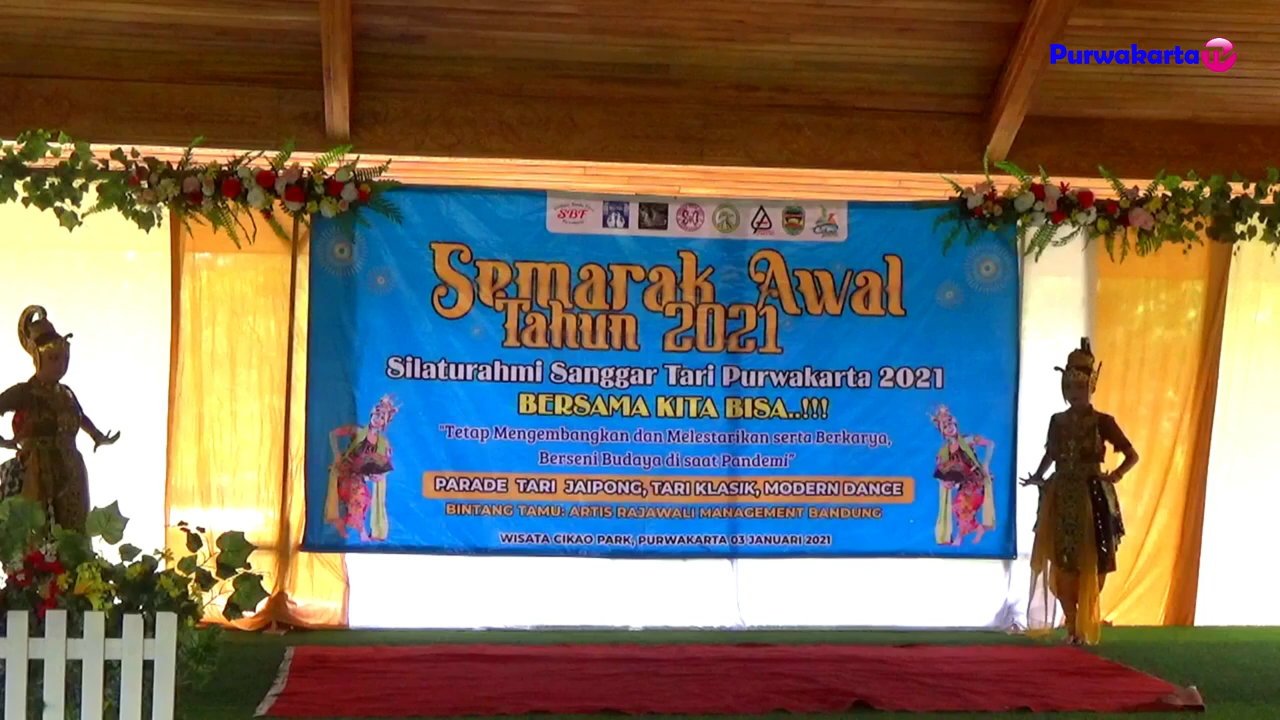 Purwakarta TV
SBF
Semarak Awal
Tahun 2021
Silaturahmi Sanggar Tari Purwakarta 2021
BERSAMA KITA BISA..!!!
"Tetap Mengembangkan dan Melestarikan serta Berkarya,
Berseni Budaya di saat Pandemi"
PARADE TARI JAIPONG, TARI KLASIK, MODERN DANCE
BINTANG TAMU: ARTIS RAJAWALI MANAGEMENT BANDUNG
WISATA CIKAO PARK, PURWAKARTA 03 JANUARI 2021